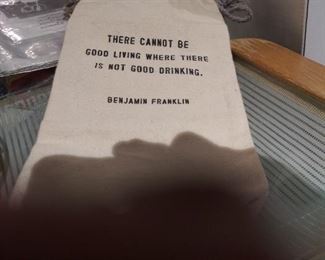 THERE CANNOT BE
GOOD LIVING WHERE THERE
IS NOT GOOD DRINKING.
BENJAMIN FRANKLIN